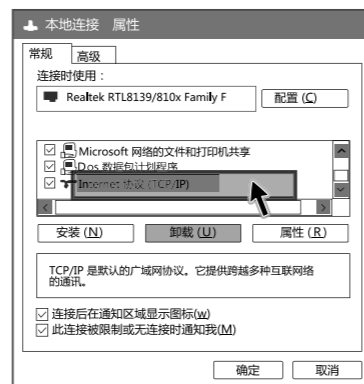 本地连接 属性
常规 高级
连接时使用：
Realtek RTL8139/810x Family F 配置 (C)
Microsoft 网络的文件和打印机共享
Dos 数据包计划程序
Internet 协议 (TCP/IP)
安装 (N) 卸载 (U) 属性 (R)
TCP/IP 是默认的广域网协议。它提供跨越多种互联网络
的通讯。
连接后在通知区域显示图标(w)
此连接被限制或无连接时通知我(M)
确定 取消